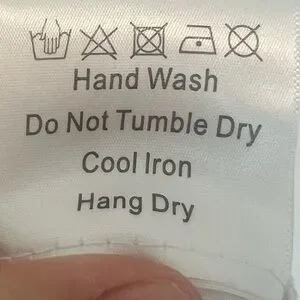 Hand Wash
Do Not Tumble Dry
Cool Iron
Hang Dry